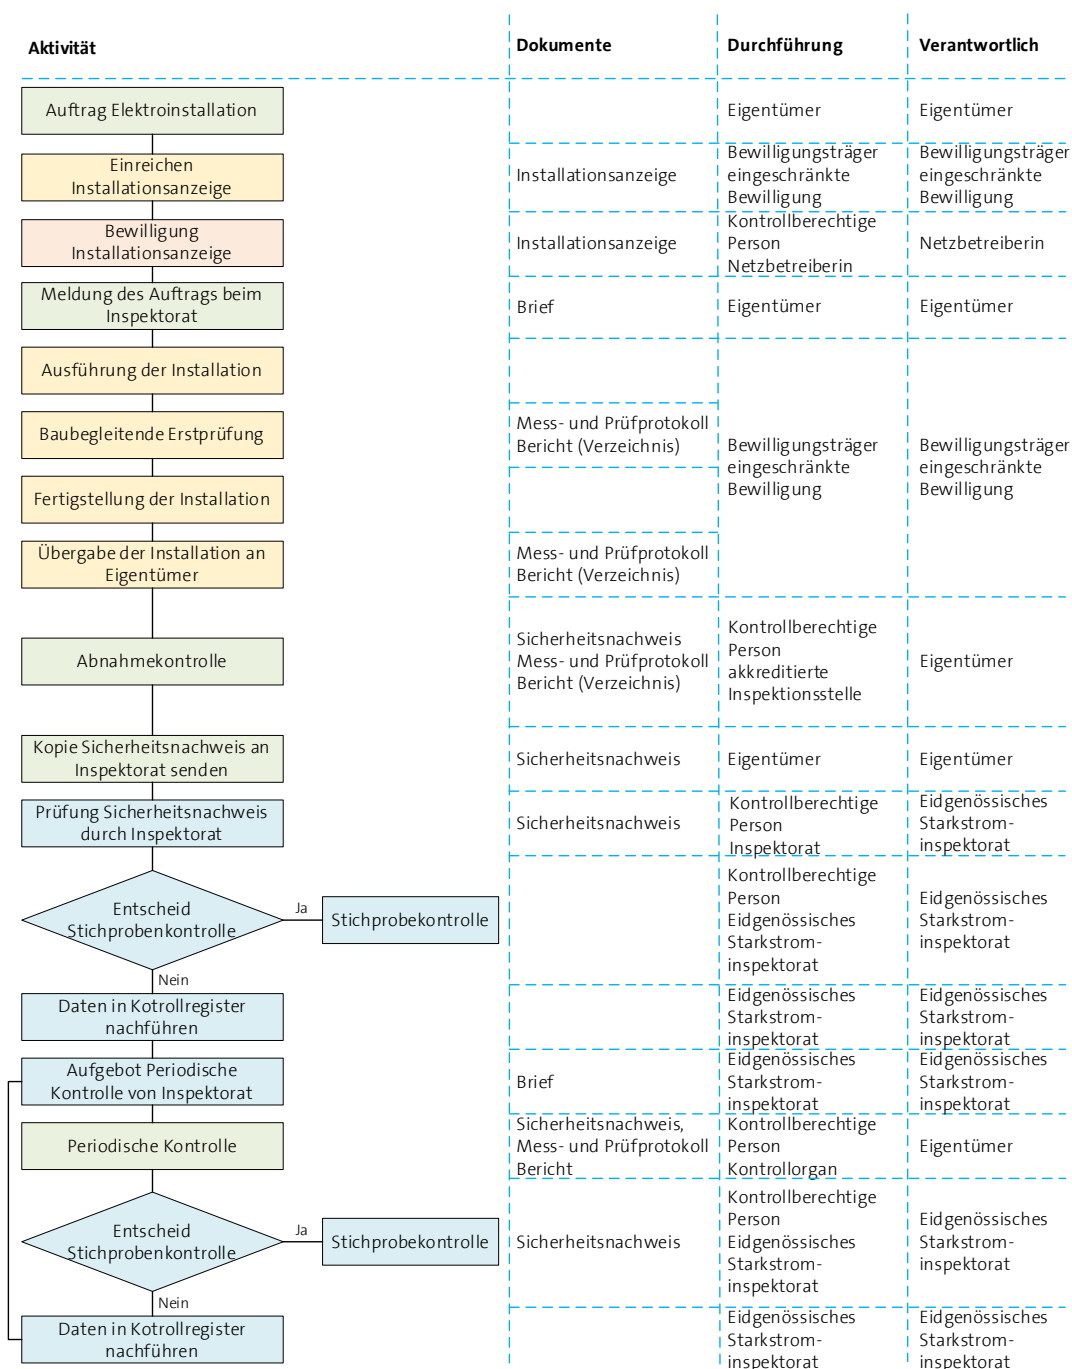 Aktivität
Dokumente
Durchführung
Verantwortlich
Auftrag Elektroinstallation
Eigentümer
Eigentümer
Einreichen
Installationsanzeige
Installationsanzeige
Bewilligungsträger
eingeschränkte
Bewilligung
Bewilligungsträger
eingeschränkte
Bewilligung
Bewilligung
Installationsanzeige
Installationsanzeige
Kontrollberechtige
Person
Netzbetreiberin
Netzbetreiberin
Meldung des Auftrags beim
Inspektorat
Brief
Eigentümer
Eigentümer
Ausführung der Installation
Baubegleitende Erstprüfung
Mess- und Prüfprotokoll
Bericht (Verzeichnis)
Bewilligungsträger
eingeschränkte
Bewilligung
Bewilligungsträger
eingeschränkte
Bewilligung
Fertigstellung der Installation
Übergabe der Installation an
Eigentümer
Mess- und Prüfprotokoll
Bericht (Verzeichnis)
Abnahmekontrolle
Sicherheitsnachweis
Mess- und Prüfprotokoll
Bericht (Verzeichnis)
Kontrollberechtige
Person
akkreditierte
Inspektionsstelle
Eigentümer
Kopie Sicherheitsnachweis an
Inspektorat senden
Sicherheitsnachweis
Eigentümer
Eigentümer
Prüfung Sicherheitsnachweis
durch Inspektorat
Sicherheitsnachweis
Kontrollberechtige
Person
Inspektorat
Eidgenössisches
Starkstrom-
inspektorat
Entscheid
Stichprobenkontrolle
Ja
Stichprobekontrolle
Nein
Kontrollberechtige
Person
Eidgenössisches
Starkstrom-
inspektorat
Eidgenössisches
Starkstrom-
inspektorat
Daten in Kotrollregister
nachführen
Eidgenössisches
Starkstrom-
inspektorat
Eidgenössisches
Starkstrom-
inspektorat
Aufgebot Periodische
Kontrolle von Inspektorat
Brief
Eidgenössisches
Starkstrom-
inspektorat
Eidgenössisches
Starkstrom-
inspektorat
Periodische Kontrolle
Sicherheitsnachweis,
Mess- und Prüfprotokoll
Bericht
Kontrollberechtige
Person
Kontrollorgan
Eigentümer
Entscheid
Stichprobenkontrolle
Ja
Stichprobekontrolle
Nein
Sicherheitsnachweis
Kontrollberechtige
Person
Eidgenössisches
Starkstrom-
inspektorat
Eidgenössisches
Starkstrom-
inspektorat
Daten in Kotrollregister
nachführen
Eidgenössisches
Starkstrom-
inspektorat
Eidgenössisches
Starkstrom-
inspektorat